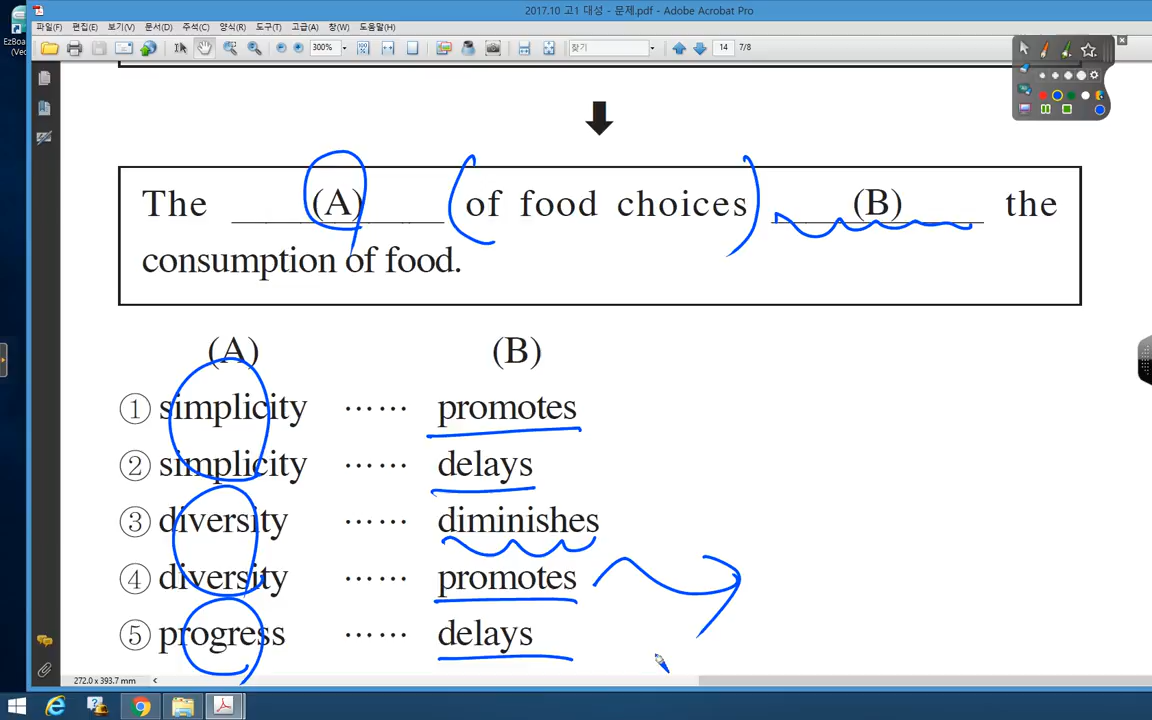 2017.10 고1 대성 - 문제.pdf - Adobe Acrobat Pro
파일(F) 편집(E) 보기(V) 문서(D) 주석(C) 양식(R) 도구(T) 고급(A) 창(W) 도움말(H)
300% 찾기 14 7/8
The (A) of food choices (B) the
consumption of food.
(A) (B)
① simplicity …… promotes
② simplicity …… delays
③ diversity …… diminishes
④ diversity …… promotes
⑤ progress …… delays
272.0 x 393.7 mm